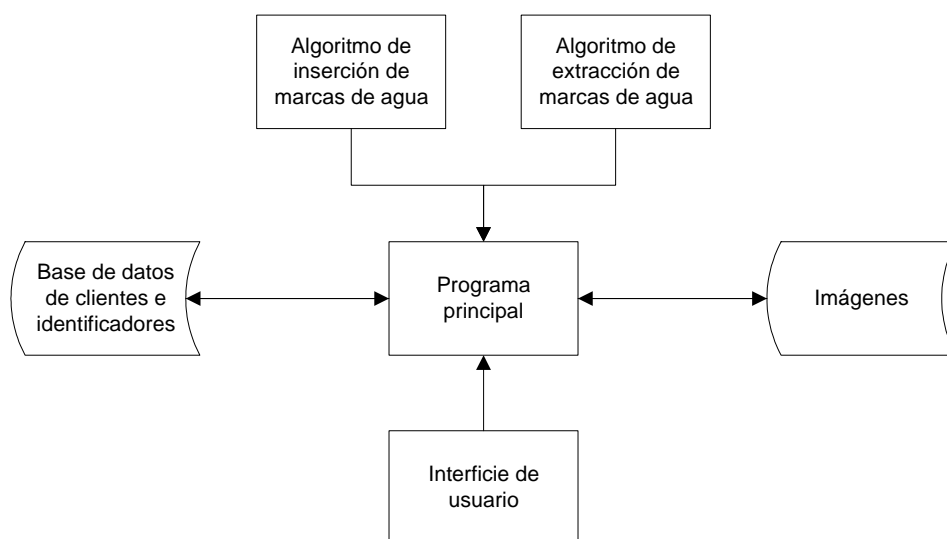 Algoritmo de
inserción de
marcas de agua
Algoritmo de
extracción de
marcas de agua
Base de datos
de clientes e
identificadores
Programa
principal
Imágenes
Interficie de
usuario